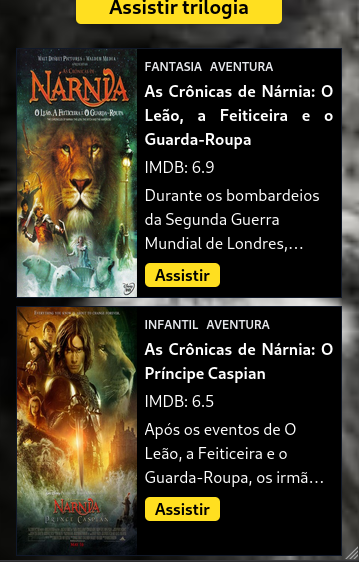 Assistir trilogia
WALT DISNEY PICTURES WALDEN MEDIA
AS CRÔNICAS DE
NÁRNIA
O LEÃO, A FEITICEIRA E O GUARDA-ROUPA
FANTASIA AVENTURA
As Crônicas de Nárnia: O
Leão, a Feiticeira e o
Guarda-Roupa
IMDB: 6.9
Durante os bombardeios
da Segunda Guerra
Mundial de Londres,...
Assistir
NARNIA
PRINCE CASPIAN
INFANTIL AVENTURA
As Crônicas de Nárnia: O
Príncipe Caspian
IMDB: 6.5
Após os eventos de O
Leão, a Feiticeira e o
Guarda-Roupa, os irmã...
Assistir